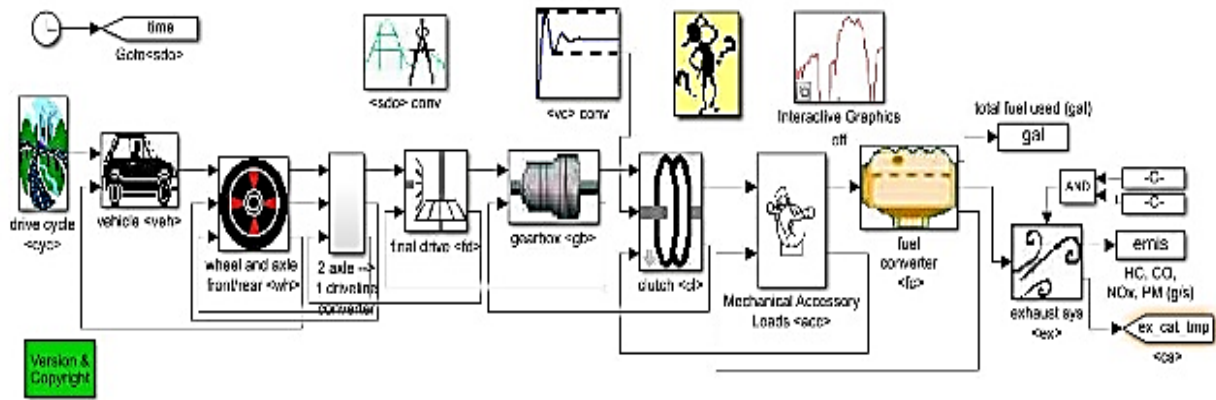 time
Goto<sdo>
<sdo> conv
<vc> conv
Interactive Graphics
off
total fuel used (gal)
gal
AND
-C-
-C-
drive cycle
<cyc>
vehicle <veh>
wheel and axle
front/rear <wh>
2 axle -->
1 driveline
converter
final drive <fd>
gearbox <gb>
clutch <cl>
Mechanical Accessory
Loads <acc>
fuel
converter
<fc>
exhaust sys
<ex>
emis
HC, CO,
NOx, PM (g/s)
ex_cat_tmp
<cs>
Version &
Copyright